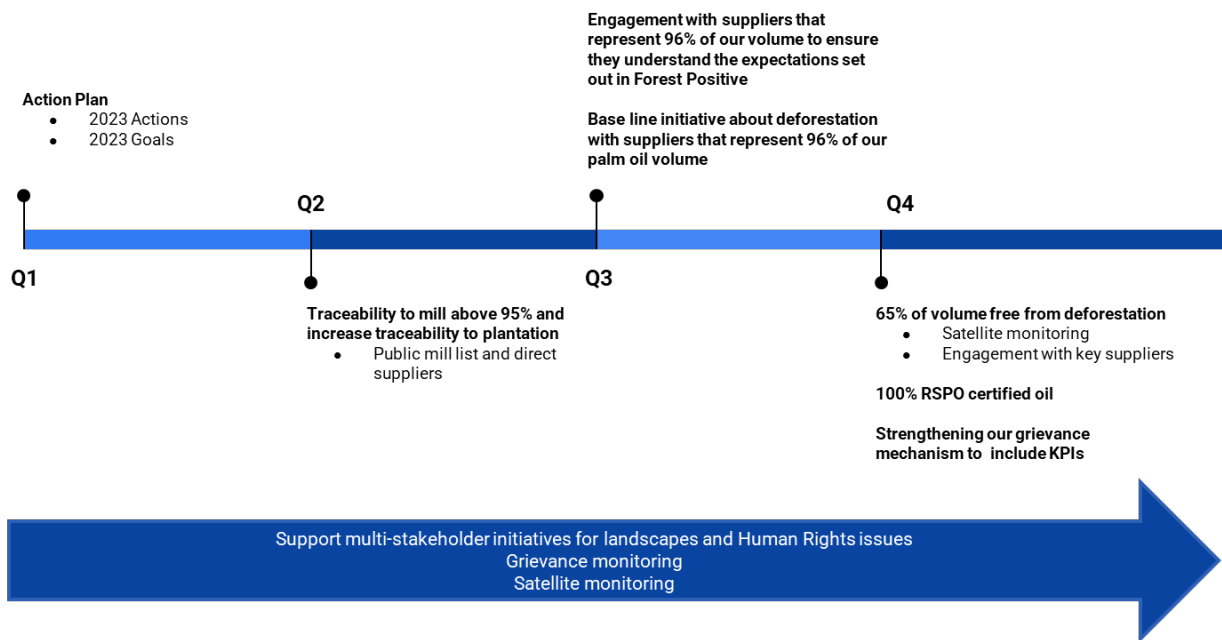 Engagement with suppliers that
represent 96% of our volume to ensure
they understand the expectations set
out in Forest Positive
Base line initiative about deforestation
with suppliers that represent 96% of our
palm oil volume
Action Plan
● 2023 Actions
● 2023 Goals
Q2
Q4
Q1
Q3
Traceability to mill above 95% and
increase traceability to plantation
● Public mill list and direct
suppliers
65% of volume free from deforestation
● Satellite monitoring
● Engagement with key suppliers
100% RSPO certified oil
Strengthening our grievance
mechanism to include KPIs
Support multi-stakeholder initiatives for landscapes and Human Rights issues
Grievance monitoring
Satellite monitoring